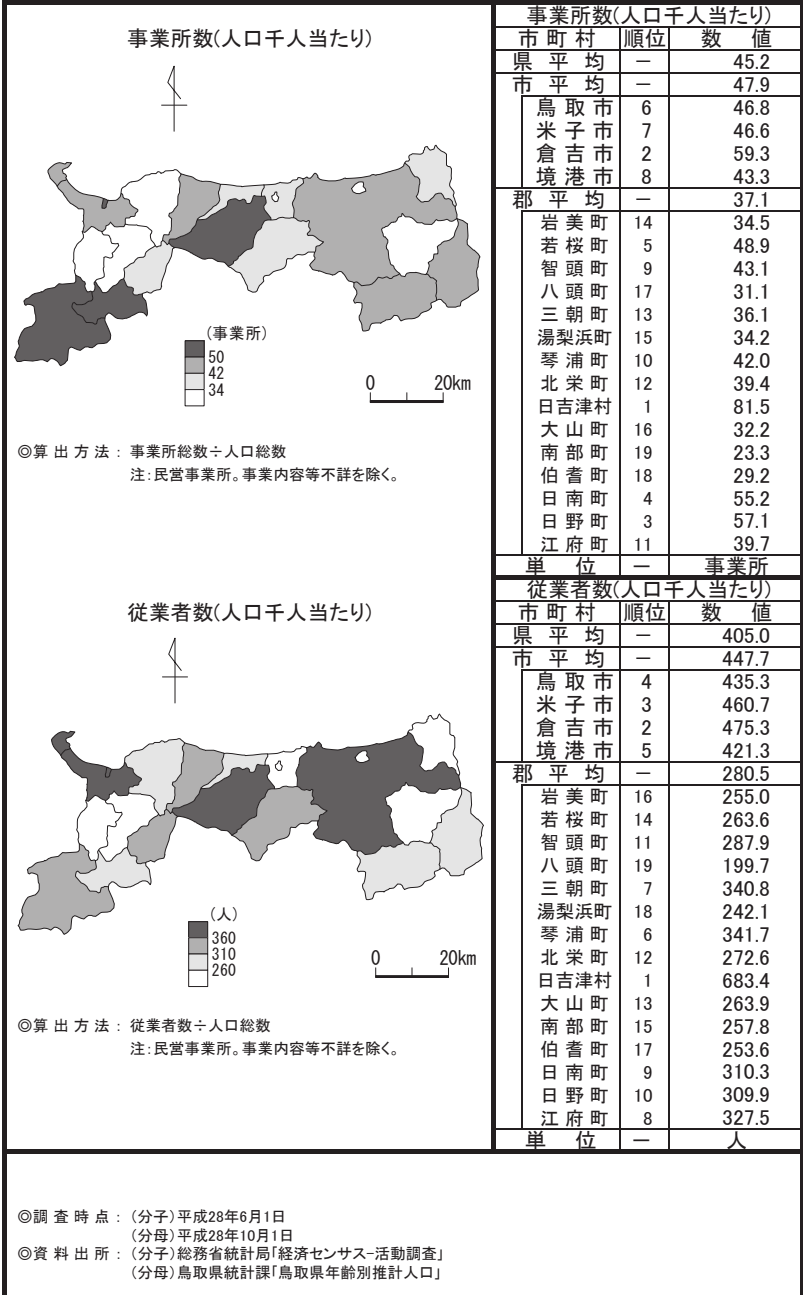 事業所数(人口千人当たり)
(事業所)
50
42
34
0 20km
◎算出方法：事業所総数÷人口総数
注：民営事業所。事業内容等不詳を除く。
事業所数(人口千人当たり)
市町村 順位 数値
県平均 － 45.2
市平均 － 47.9
鳥取市 6 46.8
米子市 7 46.6
倉吉市 2 59.3
境港市 8 43.3
郡平均 － 37.1
岩美町 14 34.5
若桜町 5 48.9
智頭町 9 43.1
八頭町 17 31.1
三朝町 13 36.1
湯梨浜町 15 34.2
琴浦町 10 42.0
北栄町 12 39.4
日吉津村 1 81.5
大山町 16 32.2
南部町 19 23.3
伯耆町 18 29.2
日南町 4 55.2
日野町 3 57.1
江府町 11 39.7
単位 － 事業所
従業者数(人口千人当たり)
(人)
360
310
260
0 20km
◎算出方法：従業者数÷人口総数
注：民営事業所。事業内容等不詳を除く。
従業者数(人口千人当たり)
市町村 順位 数値
県平均 － 405.0
市平均 － 447.7
鳥取市 4 435.3
米子市 3 460.7
倉吉市 2 475.3
境港市 5 421.3
郡平均 － 280.5
岩美町 16 255.0
若桜町 14 263.6
智頭町 11 287.9
八頭町 19 199.7
三朝町 7 340.8
湯梨浜町 18 242.1
琴浦町 6 341.7
北栄町 12 272.6
日吉津村 1 683.4
大山町 13 263.9
南部町 15 257.8
伯耆町 17 253.6
日南町 9 310.3
日野町 10 309.9
江府町 8 327.5
単位 － 人
◎調査時点：(分子)平成28年6月1日
(分母)平成28年10月1日
◎資料出所：(分子)総務省統計局「経済センサス-活動調査」
(分母)鳥取県統計課「鳥取県年齢別推計人口」